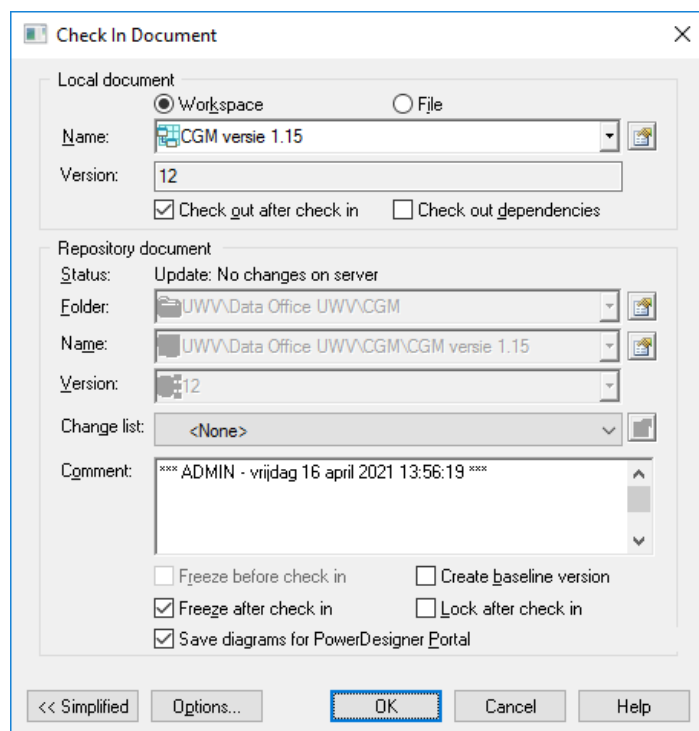 Check In Document
Local document
Workspace File
Name: CGM versie 1.15
Version: 12
Check out after check in Check out dependencies
Repository document
Status: Update: No changes on server
Folder: UWV\Data Office UWV\CGM
Name: UWV\Data Office UWV\CGM\CGM versie 1.15
Version: 12
Change list: <None>
Comment: *** ADMIN - vrijdag 16 april 2021 13:56:19 ***
Freeze before check in Create baseline version
Freeze after check in Lock after check in
Save diagrams for PowerDesigner Portal
<< Simplified Options... OK Cancel Help